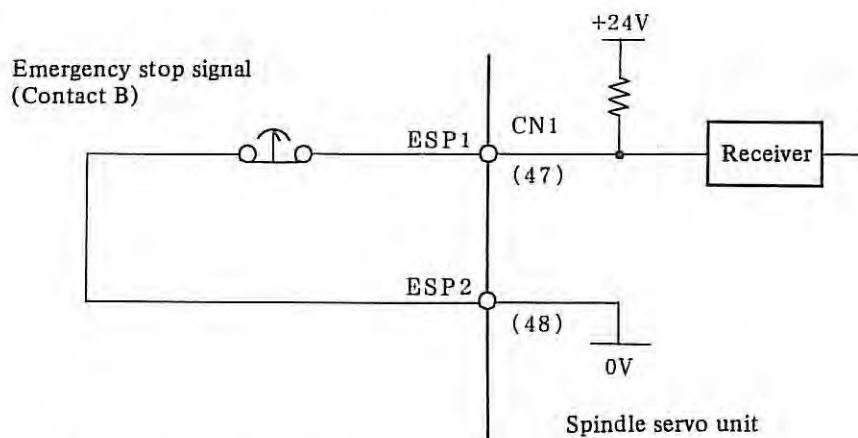 +24V
Emergency stop signal
(Contact B)
ESP1
CN1
(47)
Receiver
ESP2
(48)
0V
Spindle servo unit